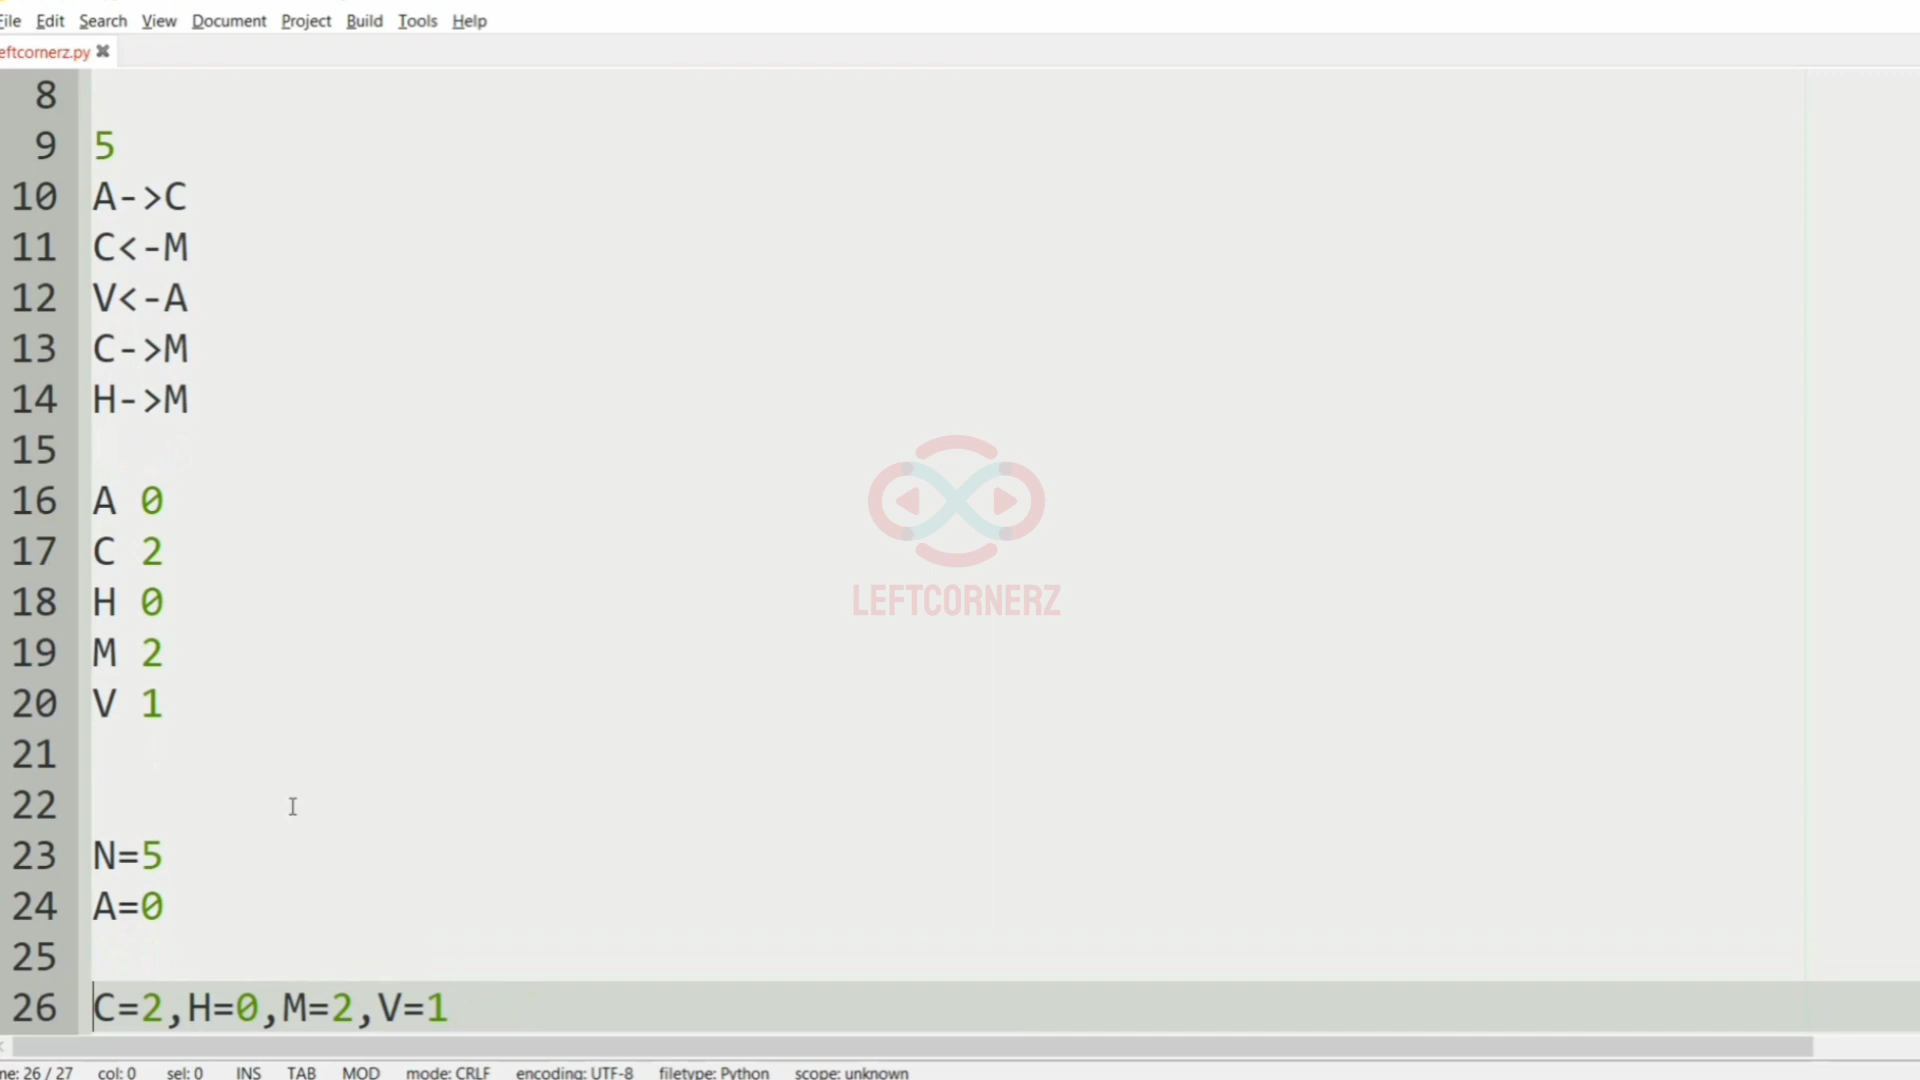 File Edit Search View Document Project Build Tools Help
eftcornerz.py
8
9 5
10 A->C
11 C<-M
12 V<-A
13 C->M
14 H->M
15
16 A 0
17 C 2
18 H 0
19 M 2
20 V 1
21
22
23 N=5
24 A=0
25
26 C=2,H=0,M=2,V=1
LEFTCORNERZ
ne: 26 / 27 col: 0 sel: 0 INS TAB MOD mode: CRLF encoding: UTF-8 filetype: Python scope: unknown